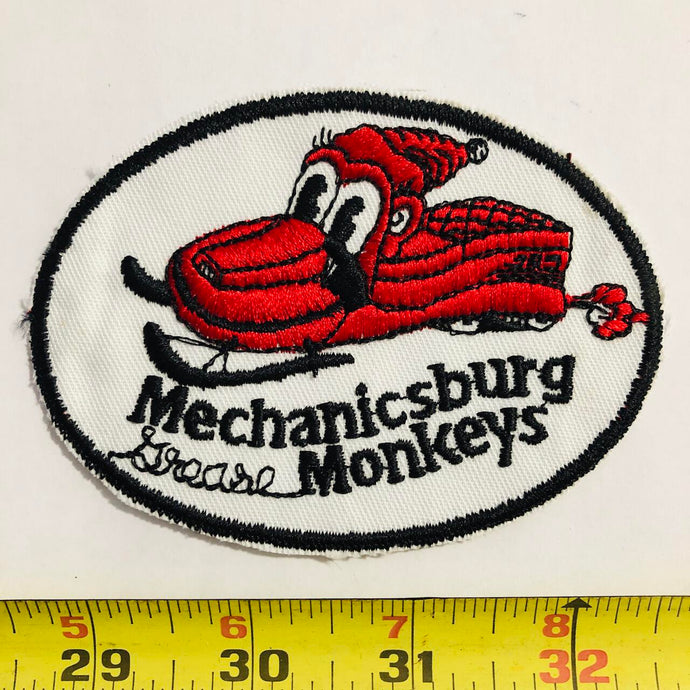 Mechanicsburg
Grease Monkeys
5 6 7 8
29 30 31 32